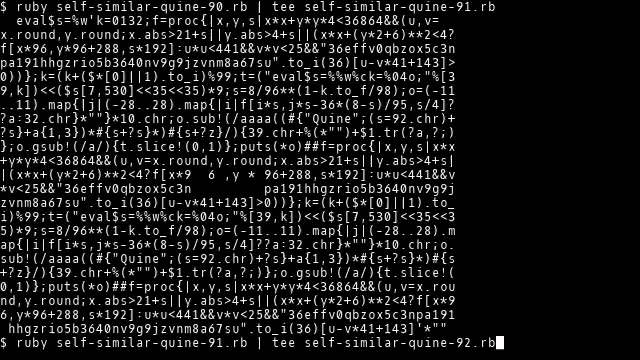 $ ruby self-similar-quine-90.rb | tee self-similar-quine-91.rb
eval$s=%w'k=0132;f=proc{|x,y,s|x*x+y*y*4<36864&&(u,v=
x.round,y.round;x.abs>21+s||y.abs>4+s||(x*x+(y*2+6)**2<4?
f[x*96,y*96+288,s*192]:u*u<441&&v*v<25&&"36effv0qbzox5c3n
pa191hhgzrio5b3640nv9g9jzvnm8a67su".to_i(36)[u-v*41+143]>
0))};k=(k+($*[0]||1).to_i)%99;t=("eval$s=%%w%ck=%04o;"%[3
9,k])<<($s[7,530]<<35<<35)*9;s=8/96**(1-k.to_f/98);o=(-11
..11).map{|j|(-28..28).map{|i|f[i*s,j*s-36*(8-s)/95,s/4]?
?a:32.chr}*""}*10.chr;o.sub!(/aaaa((#{"Quine";(s=92.chr)+
?s}+a{1,3})*#{s+?s}*)#{s+?z}/){39.chr+%(*"")+$1.tr(?a,?;)
};o.gsub!(/a/){t.slice!(0,1)};puts(*o)##f=proc{|x,y,s|x*x
+y*y*4<36864&&(u,v=x.round,y.round;x.abs>21+s||y.abs>4+s|
|(x*x+(y*2+6)**2<4?f[x*9  6 ,y * 96+288,s*192]:u*u<441&&v
*v<25&&"36effv0qbzox5c3n         pa191hhgzrio5b3640nv9g9j
zvnm8a67su".to_i(36)[u-v*41+143]>0))};k=(k+($*[0]||1).to_
i)%99;t=("eval$s=%%w%ck=%04o;"%[39,k])<<($s[7,530]<<35<<3
5)*9;s=8/96**(1-k.to_f/98);o=(-11..11).map{|j|(-28..28).m
ap{|i|f[i*s,j*s-36*(8-s)/95,s/4]??a:32.chr}*""}*10.chr;o.
sub!(/aaaa((#{"Quine";(s=92.chr)+?s}+a{1,3})*#{s+?s}*)#{s
+?z}/){39.chr+%(*"")+$1.tr(?a,?;)};o.gsub!(/a/){t.slice!(
0,1)};puts(*o)##f=proc{|x,y,s|x*x+y*y*4<36864&&(u,v=x.rou
nd,y.round;x.abs>21+s||y.abs>4+s||(x*x+(y*2+6)**2<4?f[x*9
6,y*96+288,s*192]:u*u<441&&v*v<25&&"36effv0qbzox5c3npa191
hhgzrio5b3640nv9g9jzvnm8a67su".to_i(36)[u-v*41+143]'*""
$ ruby self-similar-quine-91.rb | tee self-similar-quine-92.rb